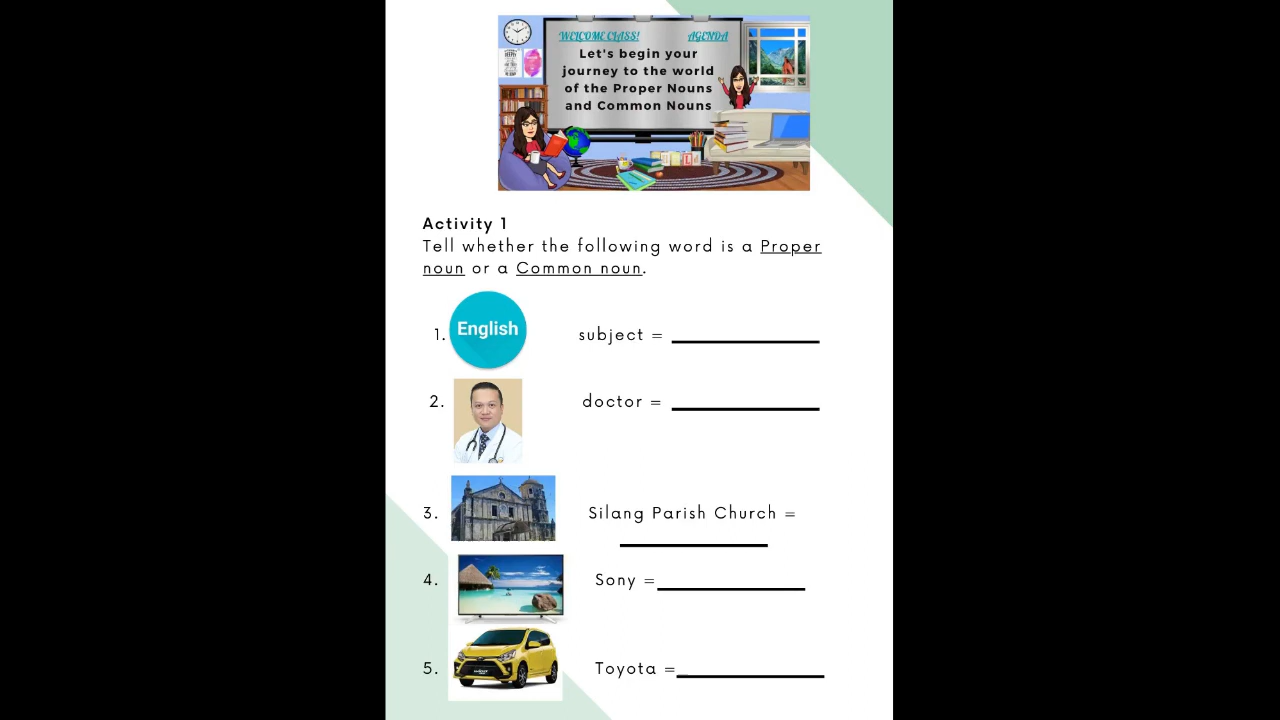 WELCOME CLASS! AGENDA
Let's begin your
journey to the world
of the Proper Nouns
and Common Nouns
Activity 1
Tell whether the following word is a Proper
noun or a Common noun.
1. English subject =
2. doctor =
3. Silang Parish Church =
4. Sony =
5. Toyota =